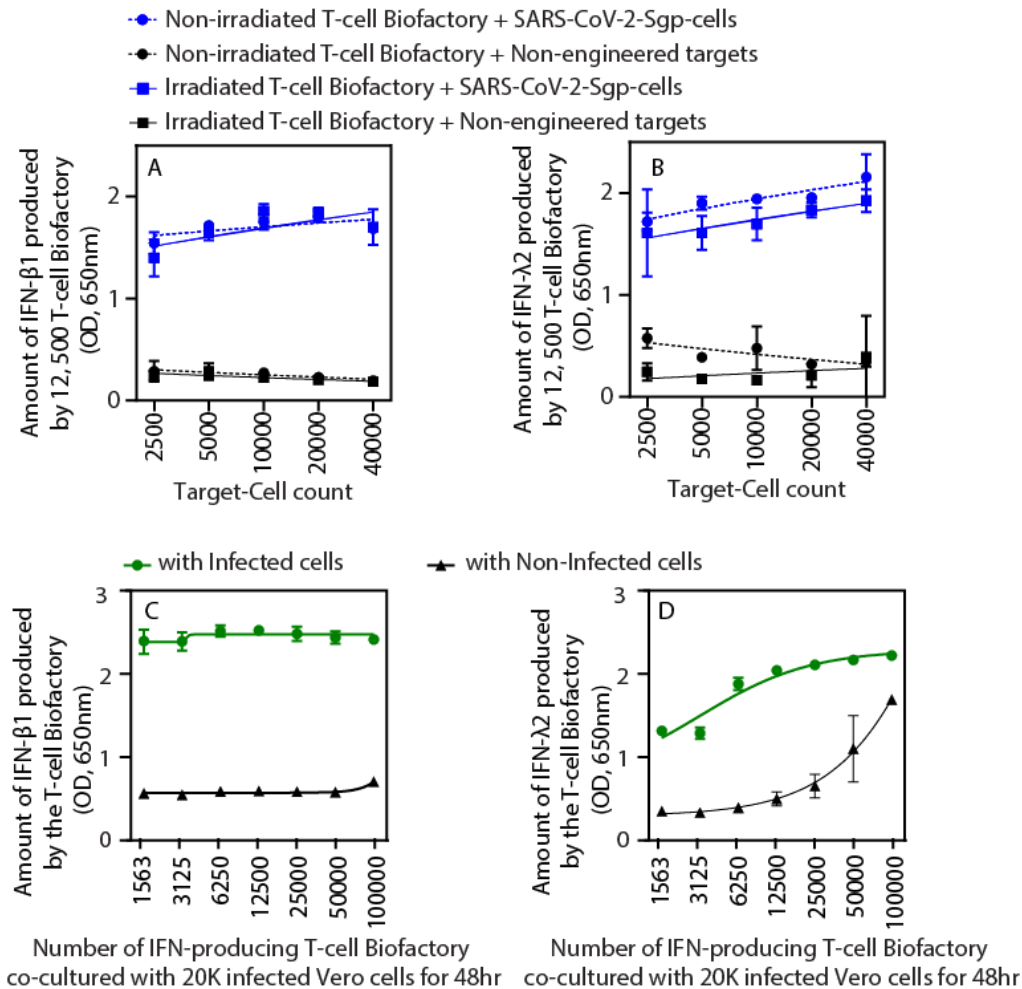 Non-irradiated T-cell Biofactory + SARS-CoV-2-Sgp-cells
Non-irradiated T-cell Biofactory + Non-engineered targets
Irradiated T-cell Biofactory + SARS-CoV-2-Sgp-cells
Irradiated T-cell Biofactory + Non-engineered targets
A
Amount of IFN-β1 produced
by 12, 500 T-cell Biofactory
(OD, 650nm)
2
1
0
2500
5000
10000
20000
40000
Target-Cell count
B
Amount of IFN-λ2 produced
by 12, 500 T-cell Biofactory
(OD, 650nm)
2
1
0
2500
5000
10000
20000
40000
Target-Cell count
with Infected cells
with Non-Infected cells
C
Amount of IFN-β1 produced
by the T-cell Biofactory
(OD, 650nm)
3
2
1
0
1563
3125
6250
12500
25000
50000
100000
Number of IFN-producing T-cell Biofactory
co-cultured with 20K infected Vero cells for 48hr
D
Amount of IFN-λ2 produced
by the T-cell Biofactory
(OD, 650nm)
3
2
1
0
1563
3125
6250
12500
25000
50000
100000
Number of IFN-producing T-cell Biofactory
co-cultured with 20K infected Vero cells for 48hr